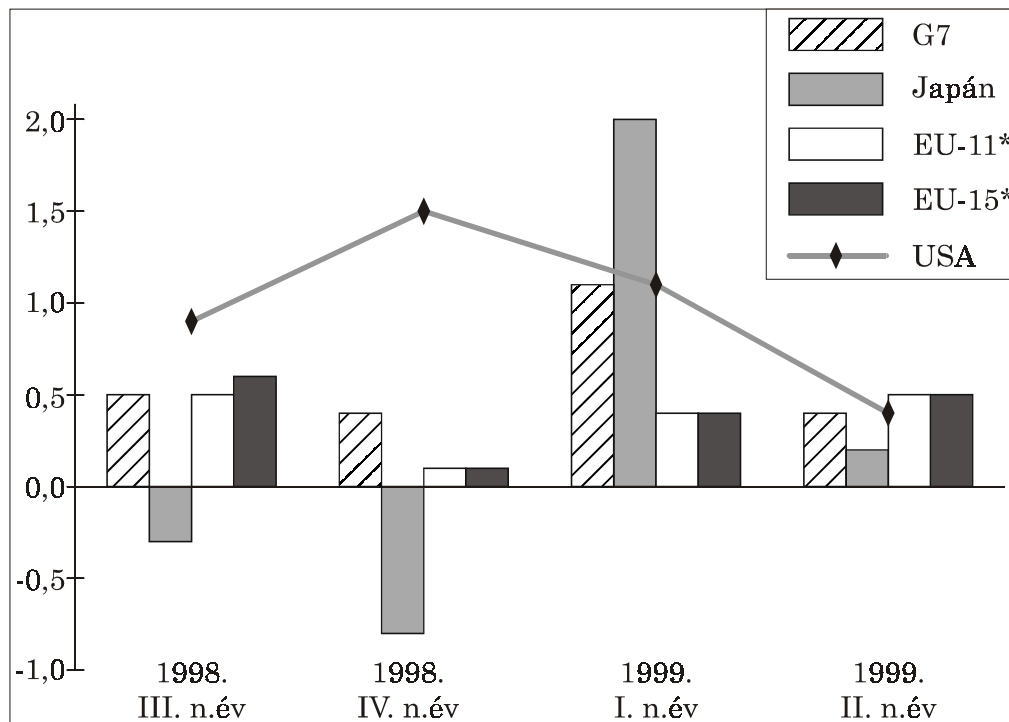 G7
Japán
EU-11*
EU-15*
USA
2,0
1,5
1,0
0,5
0,0
-0,5
-1,0
1998.
III. n.év
1998.
IV. n.év
1999.
I. n.év
1999.
II. n.év